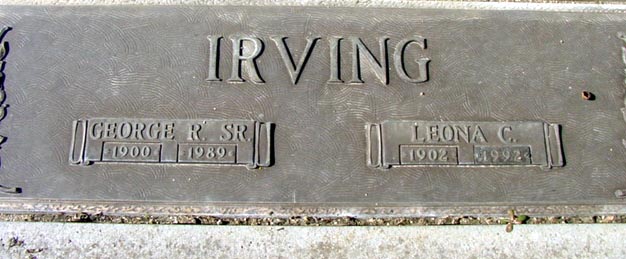 IRVING
GEORGE R. SR.
1900 1989
LEONA C.
1902 1992